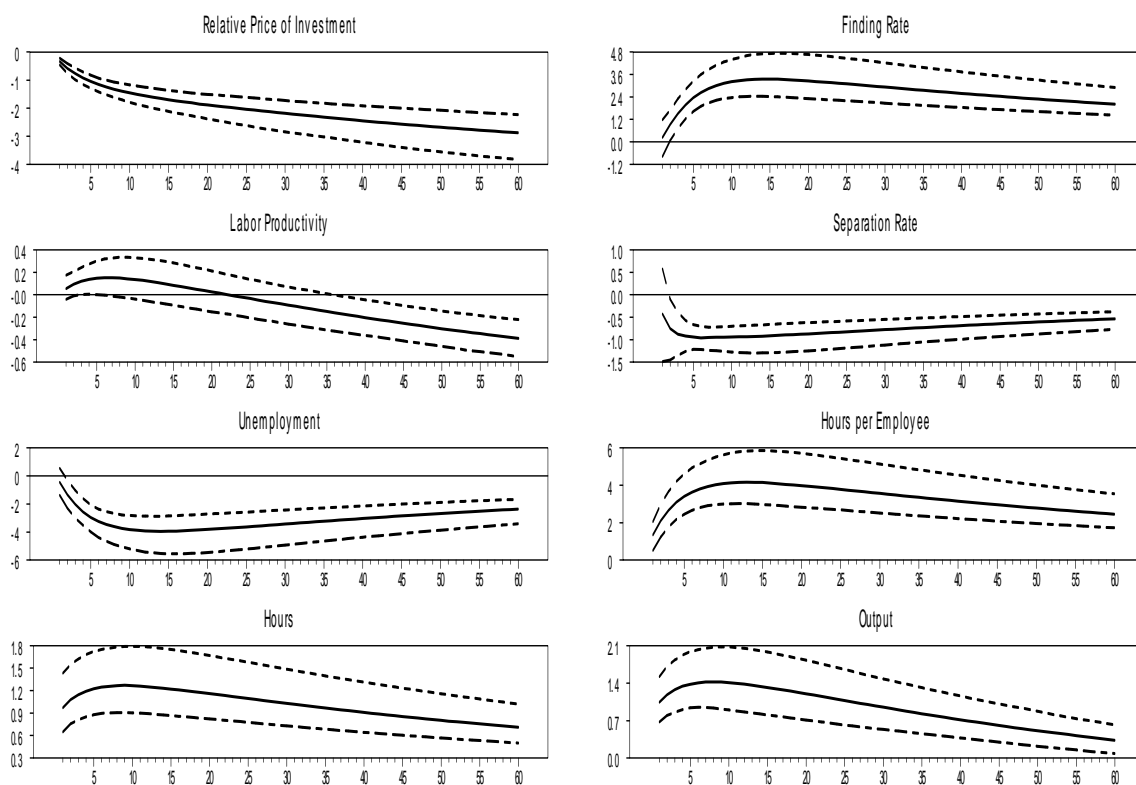 Relative Price of Investment
0
-1
-2
-3
-4
5 10 15 20 25 30 35 40 45 50 55 60
Finding Rate
4.8
3.6
2.4
1.2
0.0
-1.2
5 10 15 20 25 30 35 40 45 50 55 60
Labor Productivity
0.4
0.2
-0.0
-0.2
-0.4
-0.6
5 10 15 20 25 30 35 40 45 50 55 60
Separation Rate
1.0
0.5
-0.0
-0.5
-1.0
-1.5
5 10 15 20 25 30 35 40 45 50 55 60
Unemployment
2
0
-2
-4
-6
5 10 15 20 25 30 35 40 45 50 55 60
Hours per Employee
6
4
2
0
5 10 15 20 25 30 35 40 45 50 55 60
Hours
1.8
1.5
1.2
0.9
0.6
0.3
5 10 15 20 25 30 35 40 45 50 55 60
Output
2.1
1.4
0.7
0.0
5 10 15 20 25 30 35 40 45 50 55 60